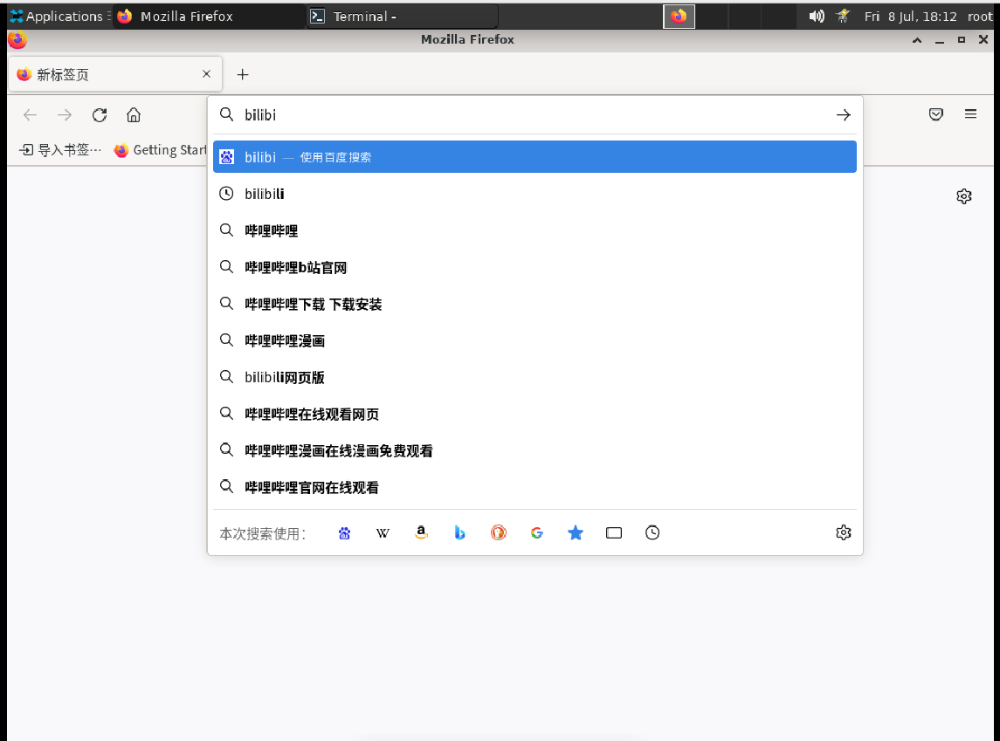 Applications
Mozilla Firefox
Terminal -
Fri 8 Jul, 18:12 root
Mozilla Firefox
新标签页
bilibi
导入书签…
Getting Start
bilibi — 使用百度搜索
bilibili
哔哩哔哩
哔哩哔哩b站官网
哔哩哔哩下载 下载安装
哔哩哔哩漫画
bilibili网页版
哔哩哔哩在线观看网页
哔哩哔哩漫画在线漫画免费观看
哔哩哔哩官网在线观看
本次搜索使用：